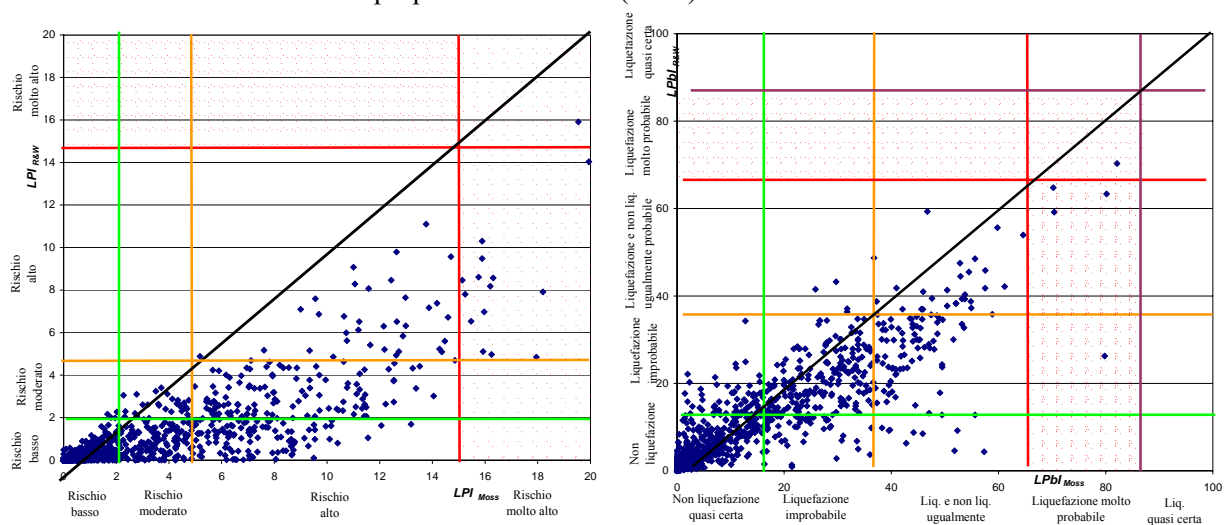 20
18
16
14
12
10
8
6
4
2
0
Rischio
molto alto
LPI R&W
Rischio
alto
Rischio
moderato
Rischio
basso
0 2 4 6 8 10 12 14 16 18 20
Rischio
basso
Rischio
moderato
Rischio
alto
LPI Moss
Rischio
molto alto
100
80
60
40
20
0
Liquefazione
quasi certa
LPbI R&W
Liquefazione
molto probabile
Liquefazione e non liq.
ugualmente probabile
Liquefazione
improbabile
Non
liquefazione
0 20 40 60 80 100
Non liquefazione
quasi certa
Liquefazione
improbabile
Liq. e non liq.
ugualmente
LPbI Moss
Liquefazione molto
probabile
Liq.
quasi certa